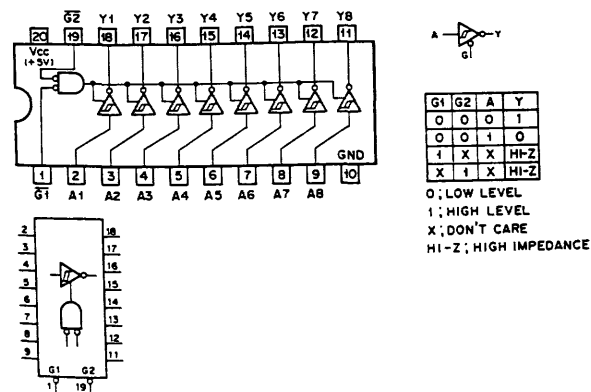 G2 Y1 Y2 Y3 Y4 Y5 Y6 Y7 Y8
20 19 18 17 16 15 14 13 12 11
Vcc
(+5V)
GND
1 2 3 4 5 6 7 8 9 10
G1 A1 A2 A3 A4 A5 A6 A7 A8
A Y
G
G1 G2 A Y
0 0 0 1
0 0 1 0
1 X X HI-Z
X 1 X HI-Z
0 ; LOW LEVEL
1 ; HIGH LEVEL
X ; DON'T CARE
HI-Z ; HIGH IMPEDANCE
2 18
3 17
4 16
5 15
6 14
7 13
8 12
9 11
G1 G2
1 19